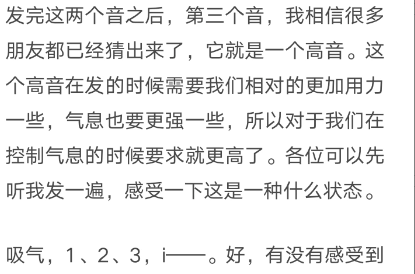 发完这两个音之后，第三个音，我相信很多
朋友都已经猜出来了，它就是一个高音。这
个高音在发的时候需要我们相对的更加用力
一些，气息也要更强一些，所以对于我们在
控制气息的时候要求就更高了。各位可以先
听我发一遍，感受一下这是一种什么状态。
吸气，1、2、3，i——。好，有没有感受到